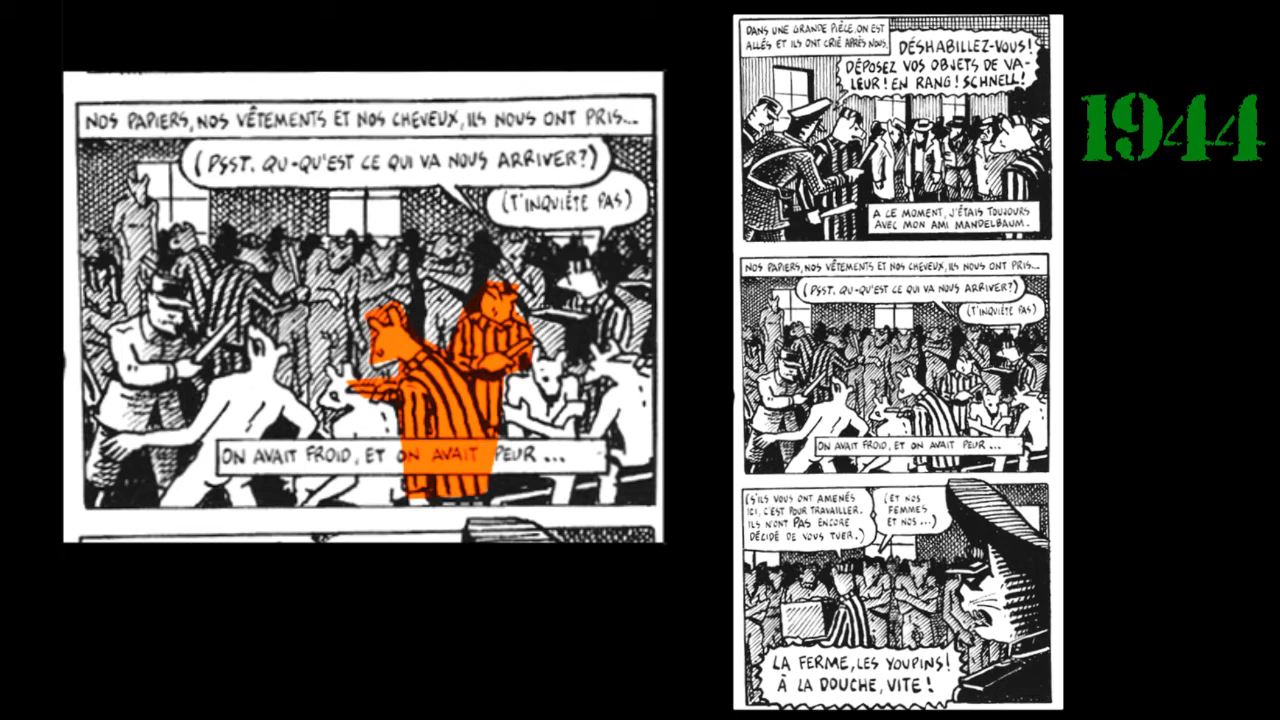 NOS PAPIERS, NOS VÊTEMENTS ET NOS CHEVEUX, ILS NOUS ONT PRIS...
(PSST. QU-QU'EST CE QUI VA NOUS ARRIVER?)
(T'INQUIÈTE PAS)
ON AVAIT FROID, ET ON AVAIT PEUR ...
DANS UNE GRANDE PIÈCE, ON EST
ALLÉS ET ILS ONT CRIÉ APRÈS NOUS.
DÉSHABILLEZ-VOUS!
DÉPOSEZ VOS OBJETS DE VA-
LEUR! EN RANG! SCHNELL!
A CE MOMENT, J'ÉTAIS TOUJOURS
AVEC MON AMI MANDELBAUM.
NOS PAPIERS, NOS VÊTEMENTS ET NOS CHEVEUX, ILS NOUS ONT PRIS...
(PSST. QU-QU'EST CE QUI VA NOUS ARRIVER?)
(T'INQUIÈTE PAS)
ON AVAIT FROID, ET ON AVAIT PEUR ...
(S'ILS VOUS ONT AMENÉS
ICI, C'EST POUR TRAVAILLER.
ILS N'ONT PAS ENCORE
DÉCIDÉ DE VOUS TUER.)
(ET NOS
FEMMES
ET NOS...)
LA FERME, LES YOUPINS!
À LA DOUCHE, VITE!
1944